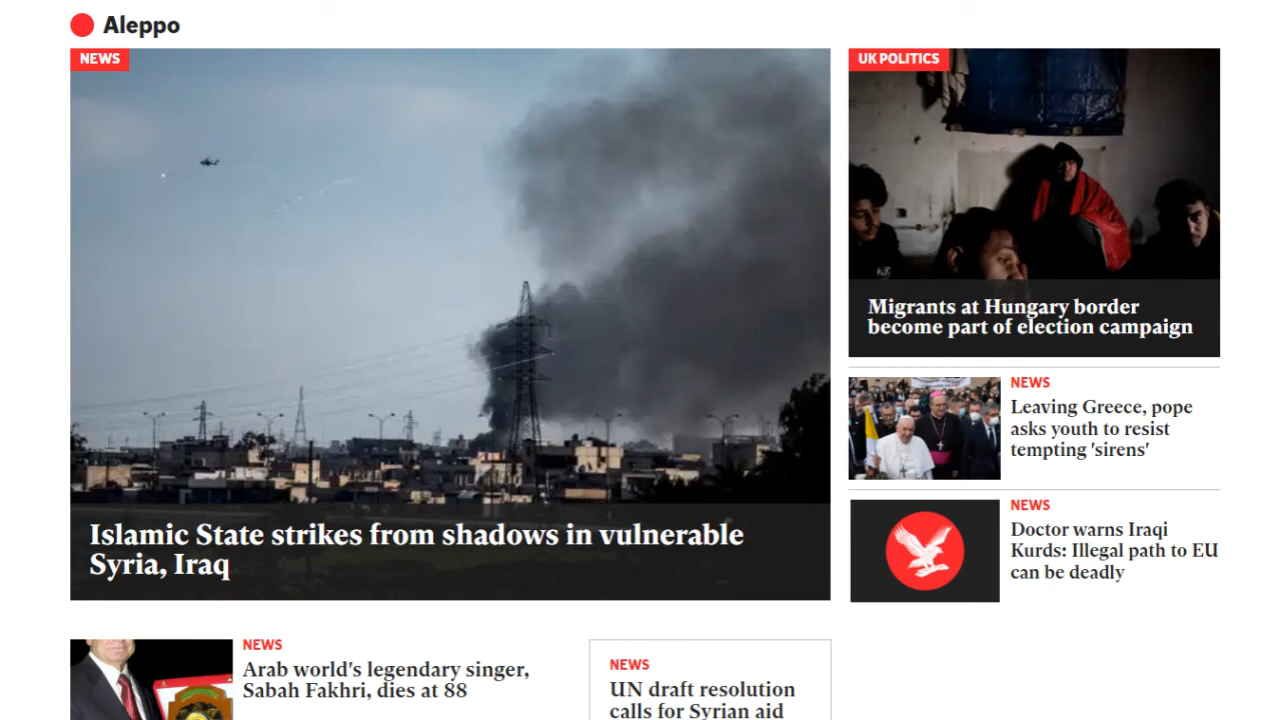 Aleppo
NEWS
Islamic State strikes from shadows in vulnerable
Syria, Iraq
UK POLITICS
Migrants at Hungary border
become part of election campaign
NEWS
Leaving Greece, pope
asks youth to resist
tempting 'sirens'
NEWS
Doctor warns Iraqi
Kurds: Illegal path to EU
can be deadly
NEWS
Arab world's legendary singer,
Sabah Fakhri, dies at 88
NEWS
UN draft resolution
calls for Syrian aid